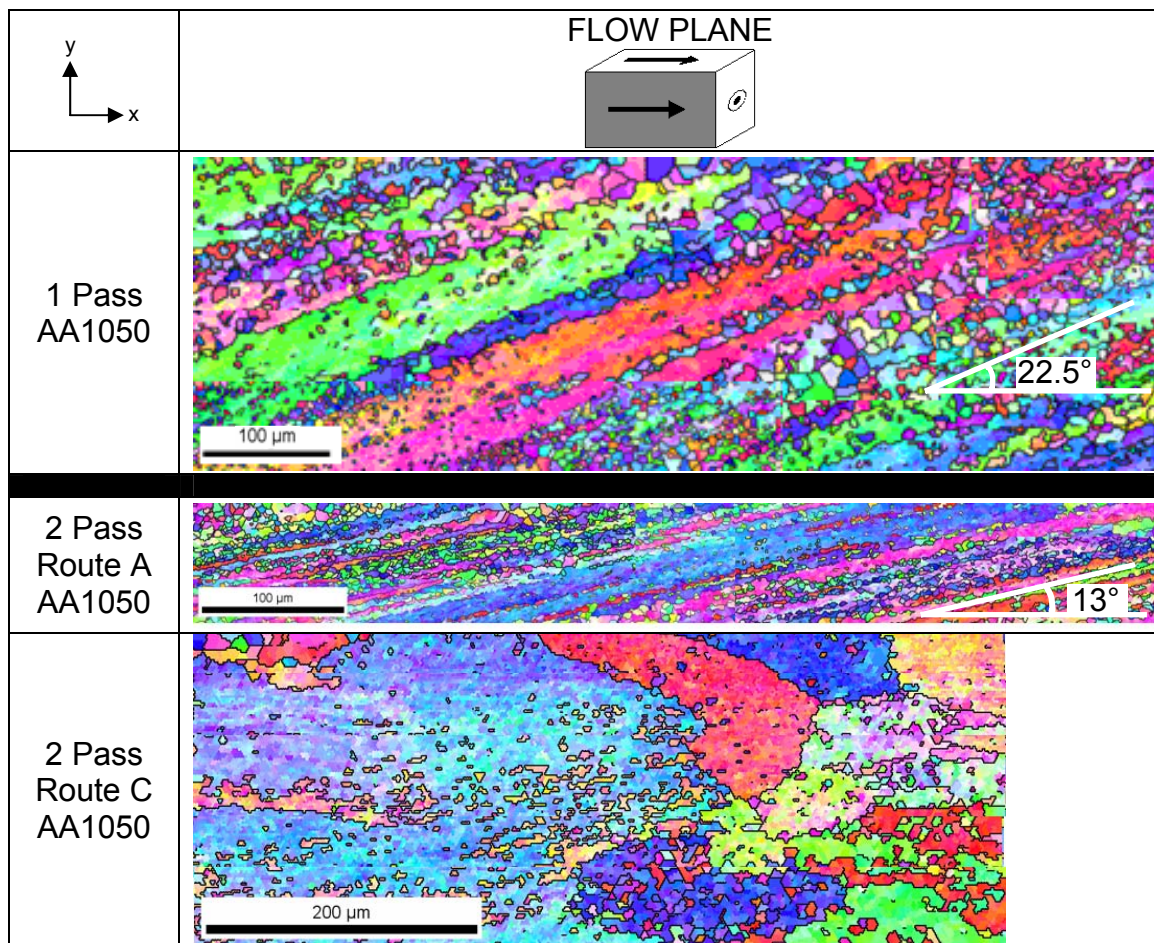 y
x
FLOW PLANE
1 Pass
AA1050
100 µm
22.5°
2 Pass
Route A
AA1050
100 µm
13°
2 Pass
Route C
AA1050
200 µm